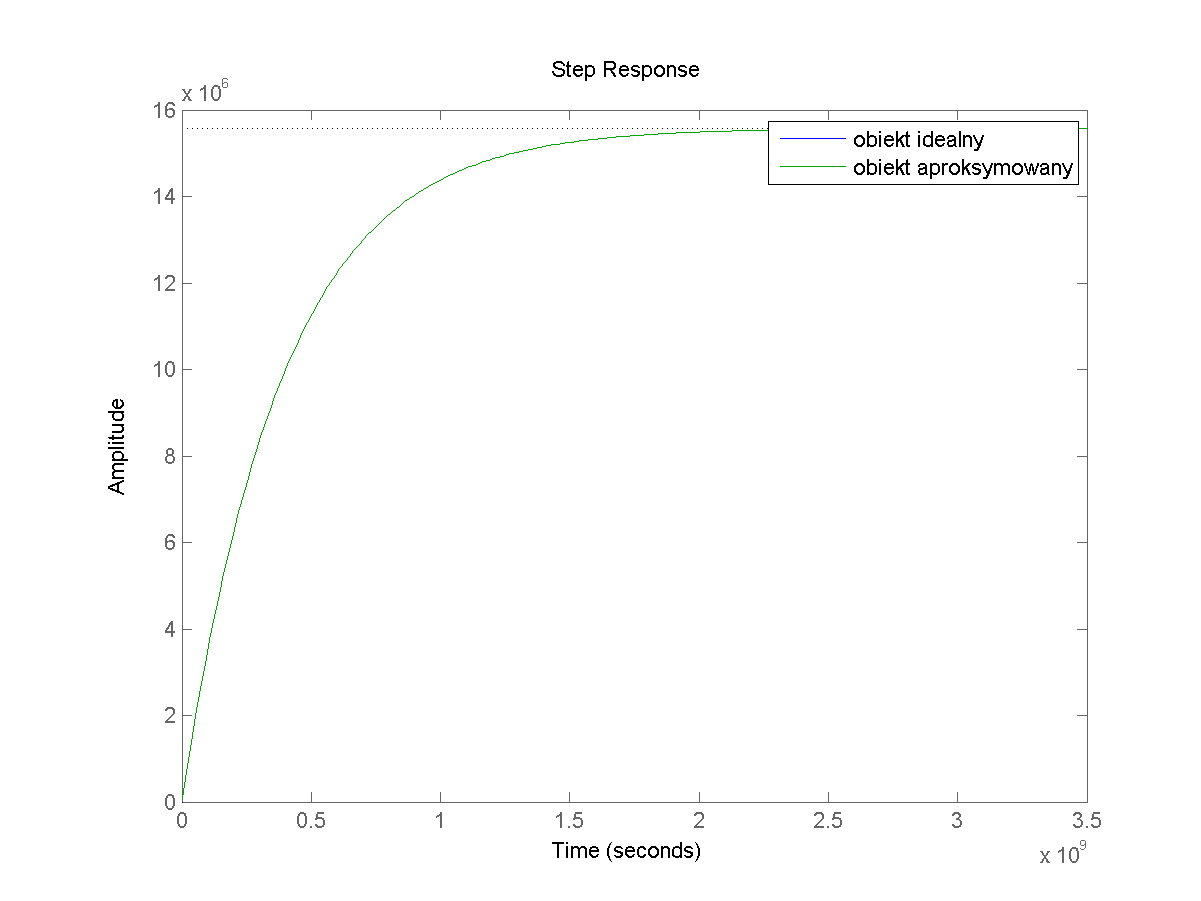 Step Response
x 10^6
16
14
12
10
8
6
4
2
0
Amplitude
obiekt idealny
obiekt aproksymowany
0 0.5 1 1.5 2 2.5 3 3.5
Time (seconds)
x 10^9